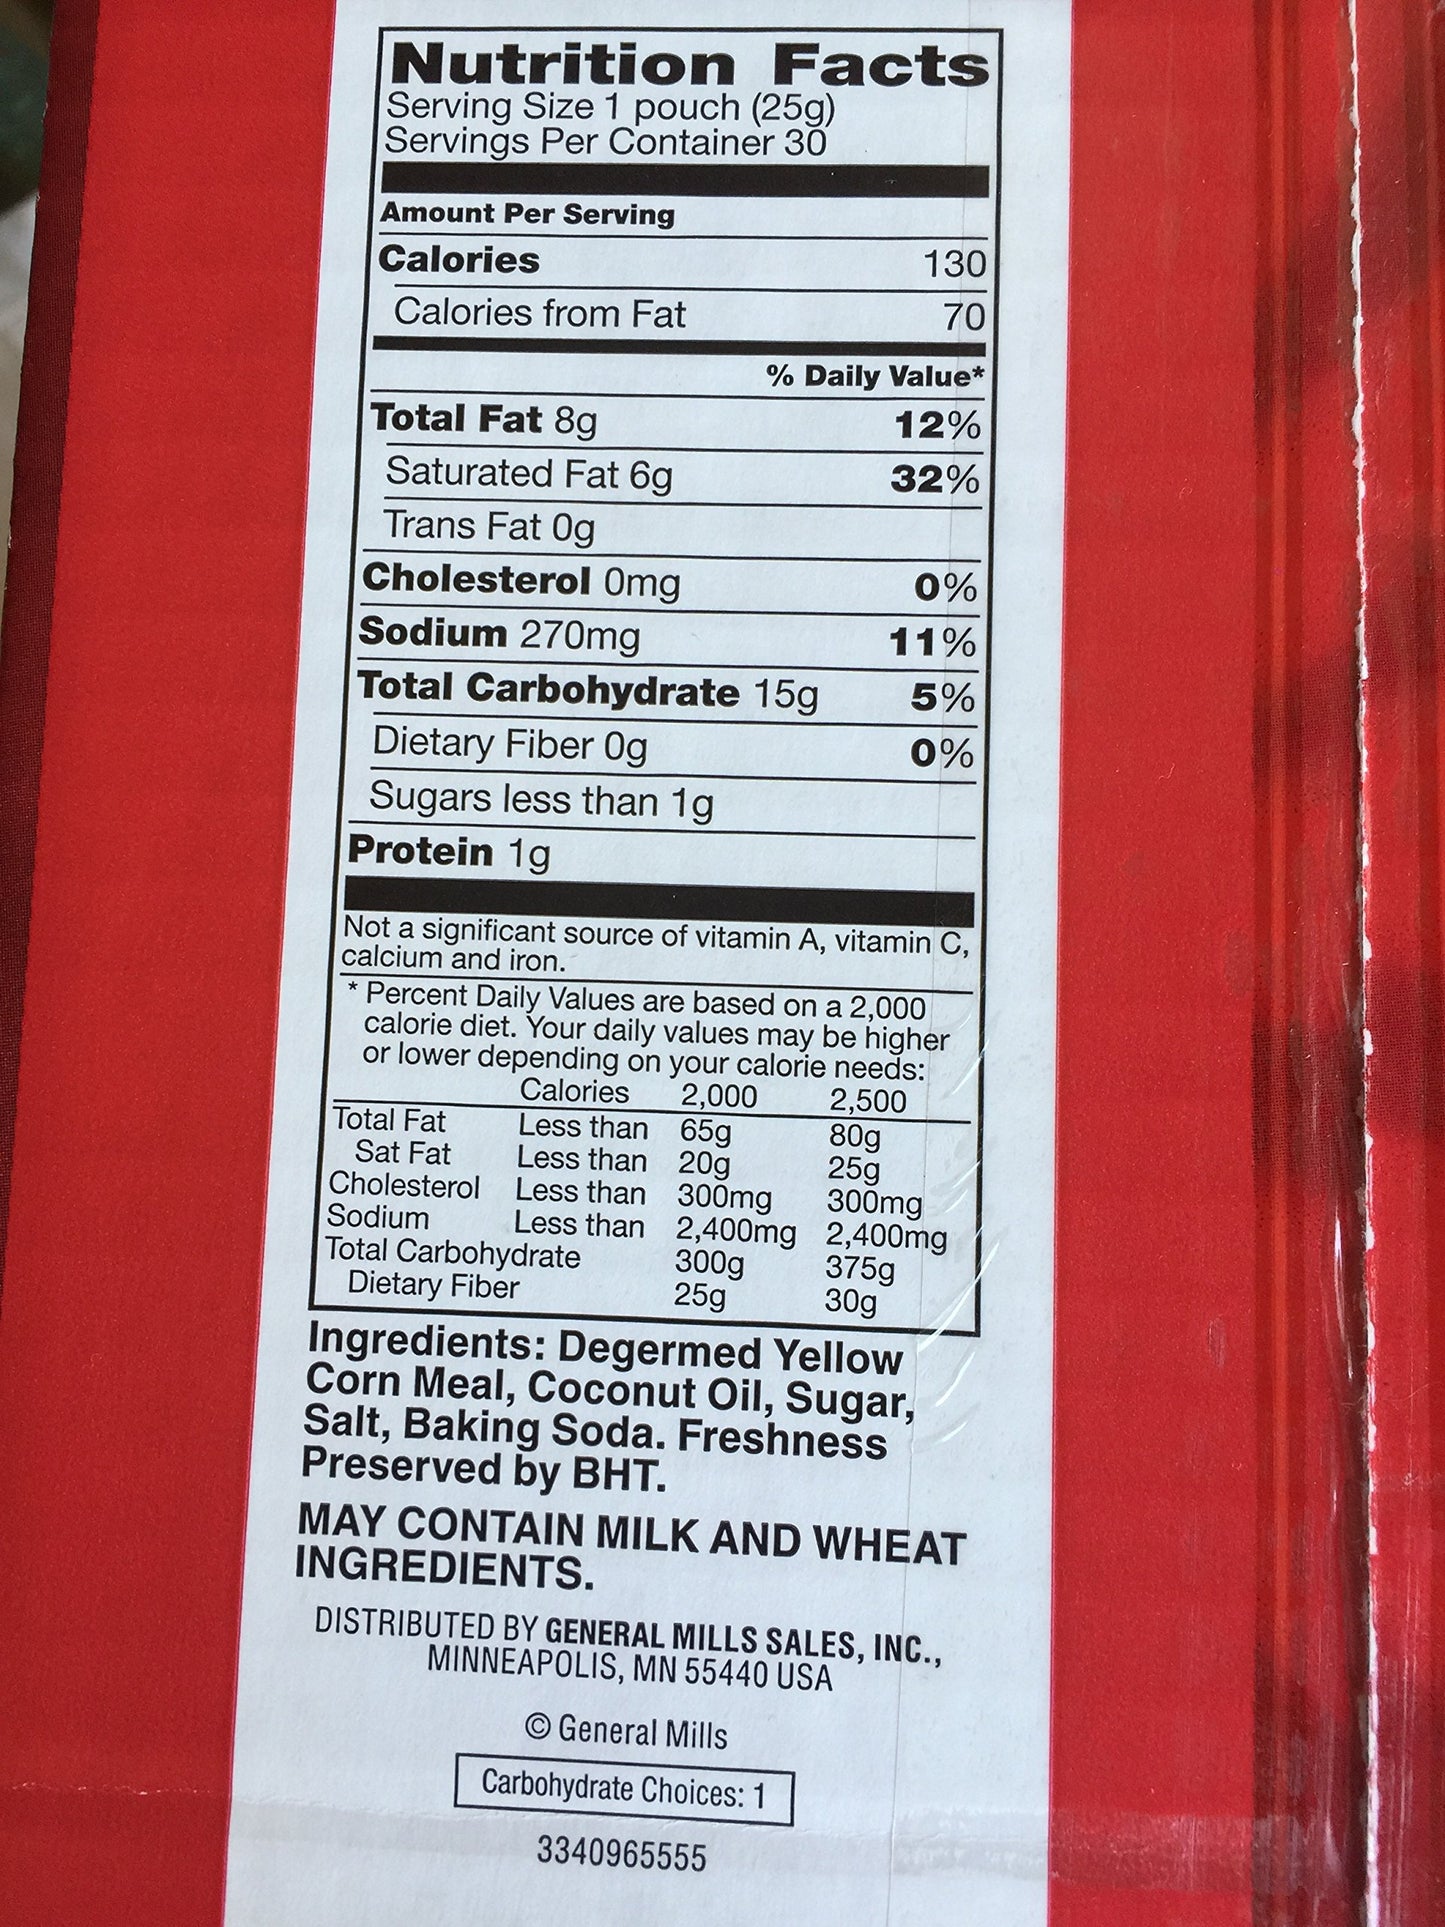 Nutrition Facts
Serving Size 1 pouch (25g)
Servings Per Container 30
Amount Per Serving
Calories 130
Calories from Fat 70
% Daily Value*
Total Fat 8g 12%
Saturated Fat 6g 32%
Trans Fat 0g
Cholesterol 0mg 0%
Sodium 270mg 11%
Total Carbohydrate 15g 5%
Dietary Fiber 0g 0%
Sugars less than 1g
Protein 1g
Not a significant source of vitamin A, vitamin C,
calcium and iron.
* Percent Daily Values are based on a 2,000
calorie diet. Your daily values may be higher
or lower depending on your calorie needs:
Calories 2,000 2,500
Total Fat Less than 65g 80g
Sat Fat Less than 20g 25g
Cholesterol Less than 300mg 300mg
Sodium Less than 2,400mg 2,400mg
Total Carbohydrate 300g 375g
Dietary Fiber 25g 30g
Ingredients: Degermed Yellow
Corn Meal, Coconut Oil, Sugar,
Salt, Baking Soda. Freshness
Preserved by BHT.
MAY CONTAIN MILK AND WHEAT
INGREDIENTS.
DISTRIBUTED BY GENERAL MILLS SALES, INC.,
MINNEAPOLIS, MN 55440 USA
© General Mills
Carbohydrate Choices: 1
3340965555